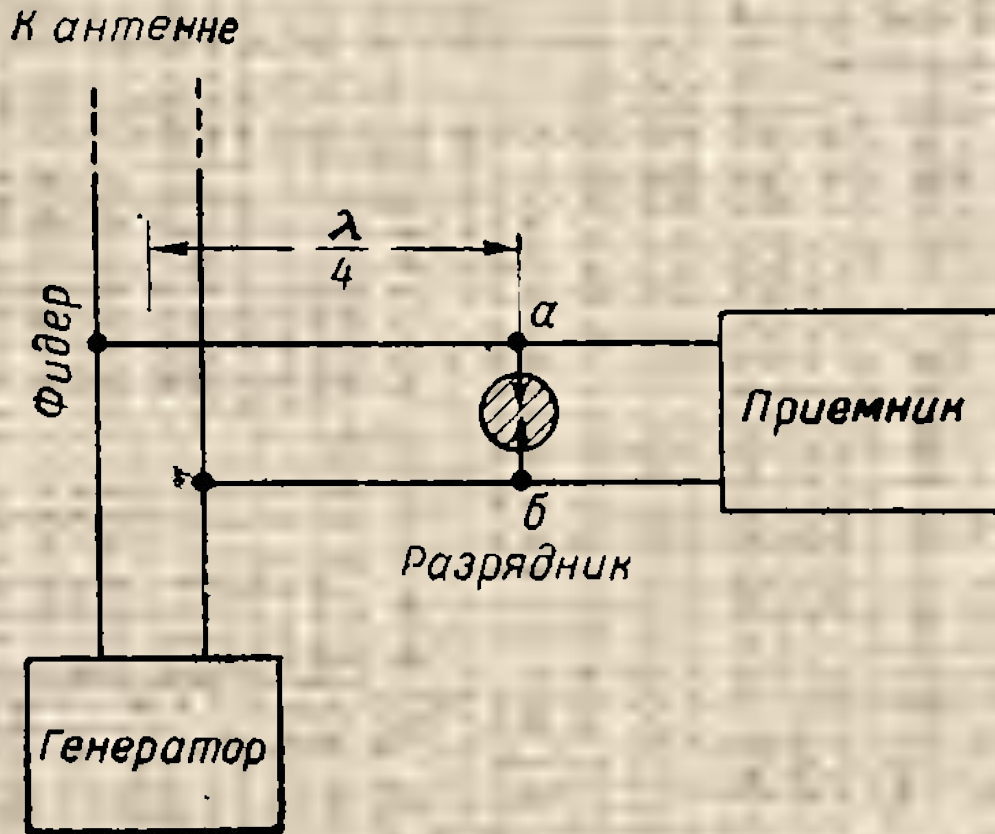 К антенне
λ
4
Фидер
а
Приемник
б
Разрядник
Генератор